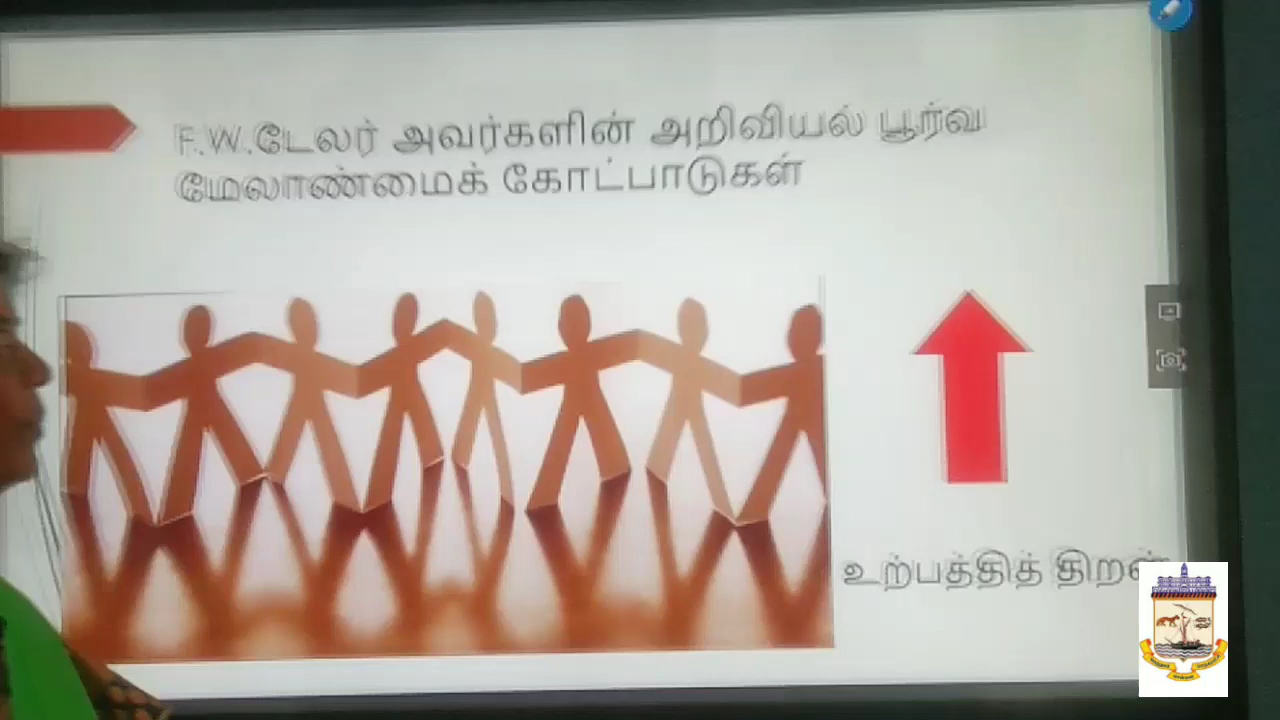 F.W.டேலர் அவர்களின் அறிவியல் பூர்வ
மேலாண்மைக் கோட்பாடுகள்
உற்பத்தித் திறன்